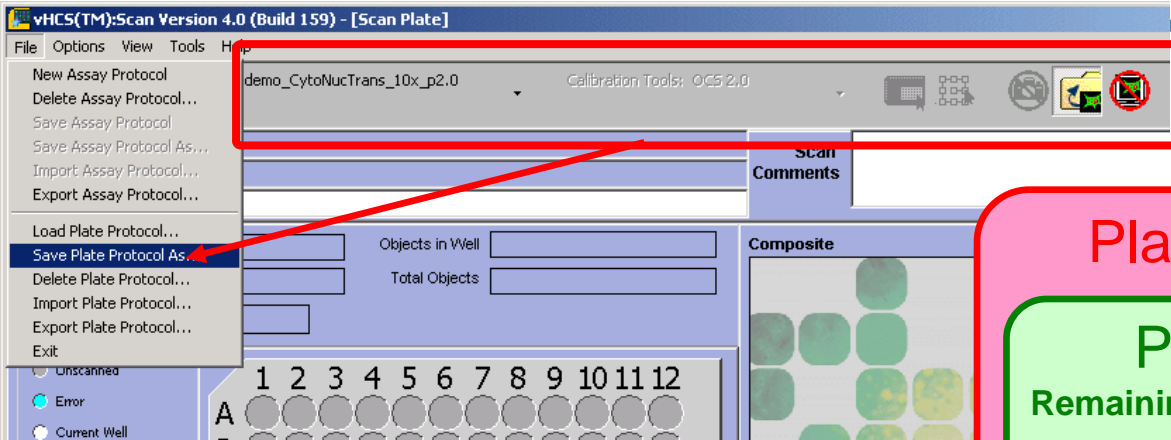 vHCS(TM):Scan Version 4.0 (Build 159) - [Scan Plate]
File Options View Tools Help
New Assay Protocol
Delete Assay Protocol...
Save Assay Protocol
Save Assay Protocol As...
Import Assay Protocol...
Export Assay Protocol...
Load Plate Protocol...
Save Plate Protocol As...
Delete Plate Protocol...
Import Plate Protocol...
Export Plate Protocol...
Exit
demo_CytoNucTrans_10x_p2.0
Calibration Tools: OCS 2.0
Scan
Comments
Objects in Well
Total Objects
Composite
Pla
P
Remainin
Unscanned
Error
Current Well
1 2 3 4 5 6 7 8 9 10 11 12
A